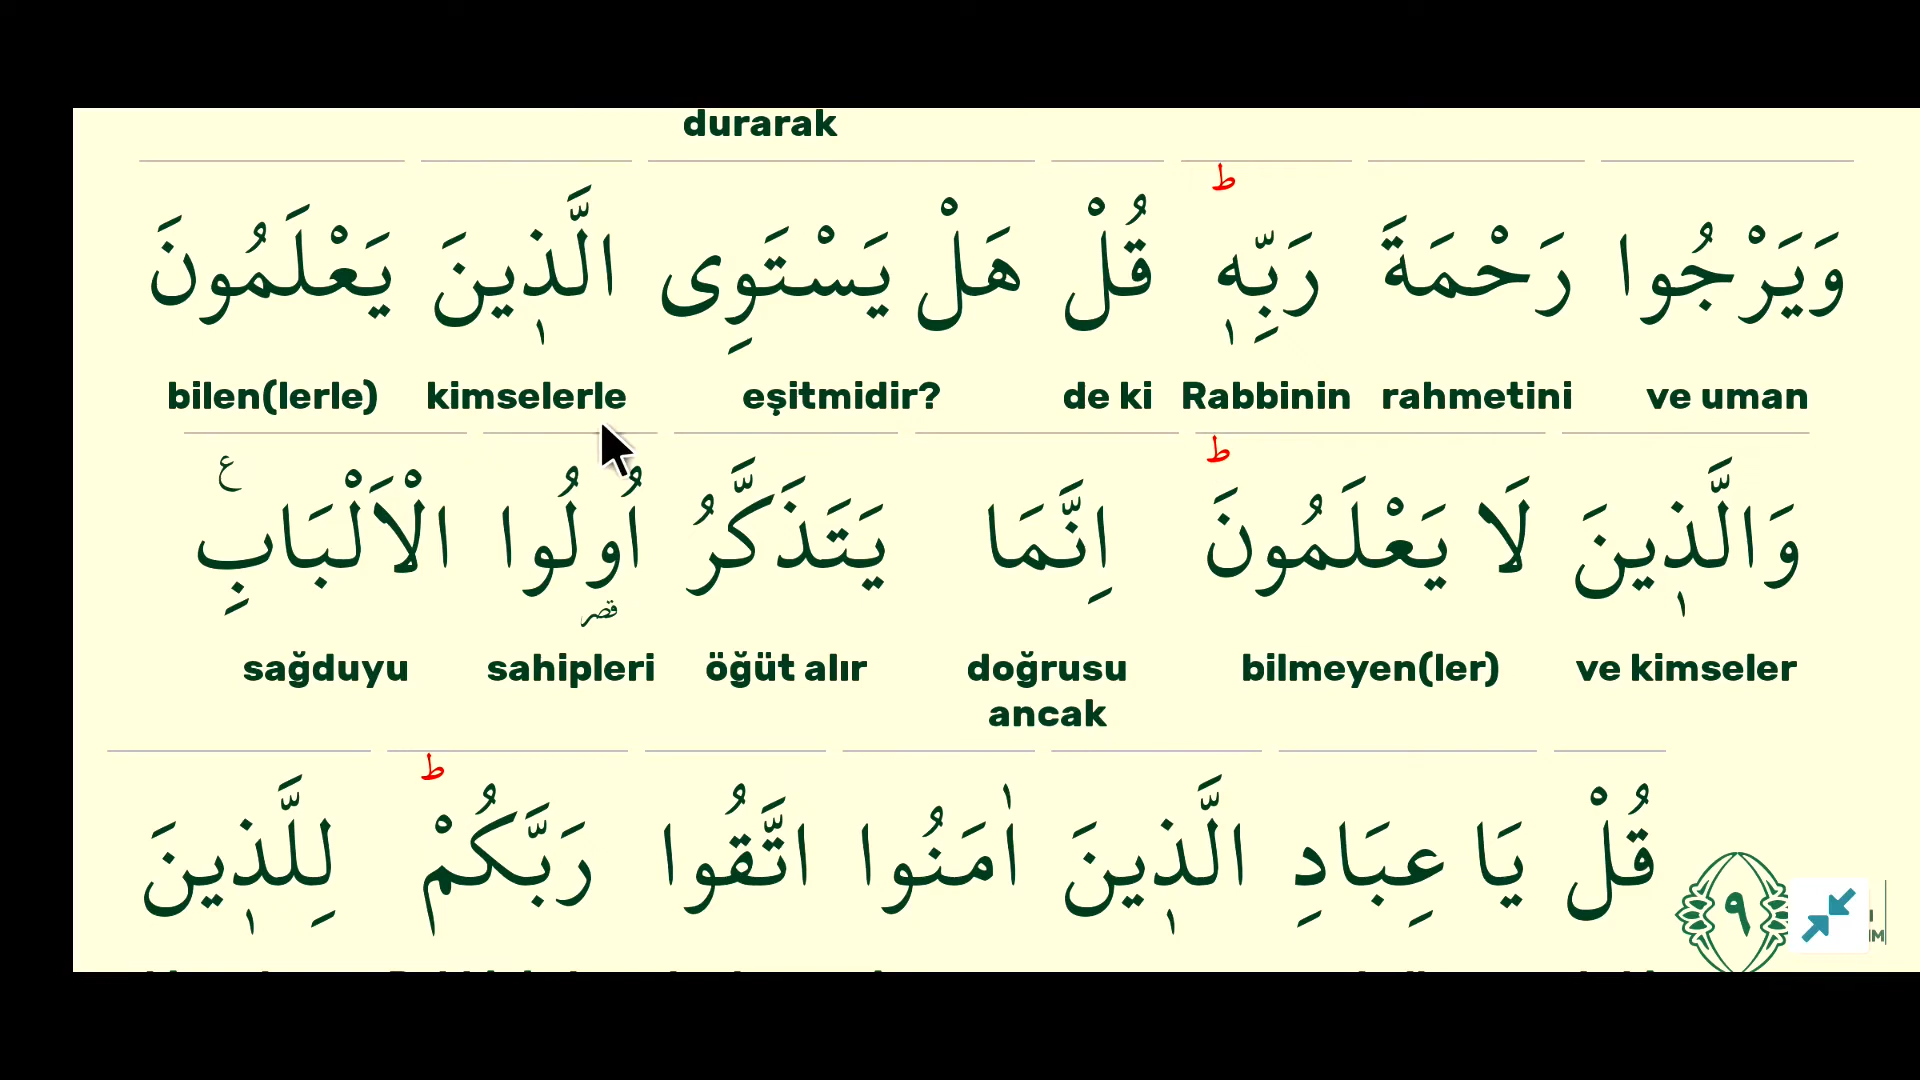 durarak
ط
وَيَرْجُوا رَحْمَةَ رَبِّه۪ قُلْ هَلْ يَسْتَوِى الَّذ۪ينَ يَعْلَمُونَ
ve uman rahmetini Rabbinin de ki eşitmidir? kimselerle bilen(lerle)
ط ع
وَالَّذ۪ينَ لَا يَعْلَمُونَ اِنَّمَا يَتَذَكَّرُ اُو۬لُوا الْاَلْبَابِ
قصر
ve kimseler bilmeyen(ler) doğrusu ancak öğüt alır sahipleri sağduyu
ط
٩ قُلْ يَا عِبَادِ الَّذ۪ينَ اٰمَنُوا اتَّقُوا رَبَّكُمْ لِلَّذ۪ينَ